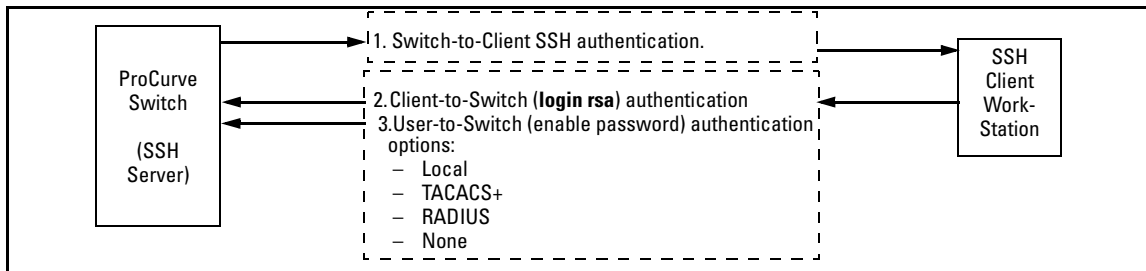 ProCurve
Switch
(SSH
Server)
1. Switch-to-Client SSH authentication.
2.Client-to-Switch (login rsa) authentication
3.User-to-Switch (enable password) authentication
options:
– Local
– TACACS+
– RADIUS
– None
SSH
Client
Work-
Station